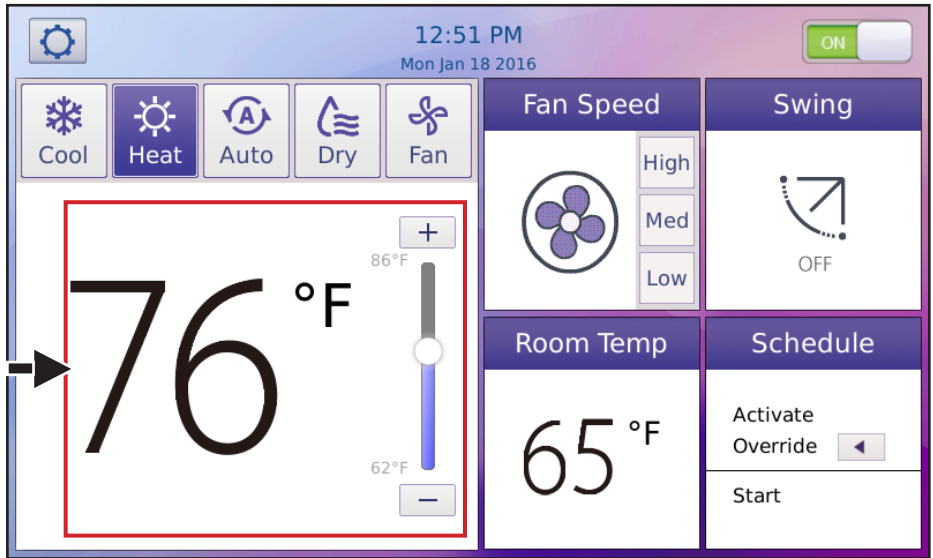 12:51 PM
Mon Jan 18 2016
ON
Cool
Heat
A
Auto
Dry
Fan
76 °F
+
86°F
62°F
−
Fan Speed
High
Med
Low
Swing
OFF
Room Temp
65 °F
Schedule
Activate
Override
Start